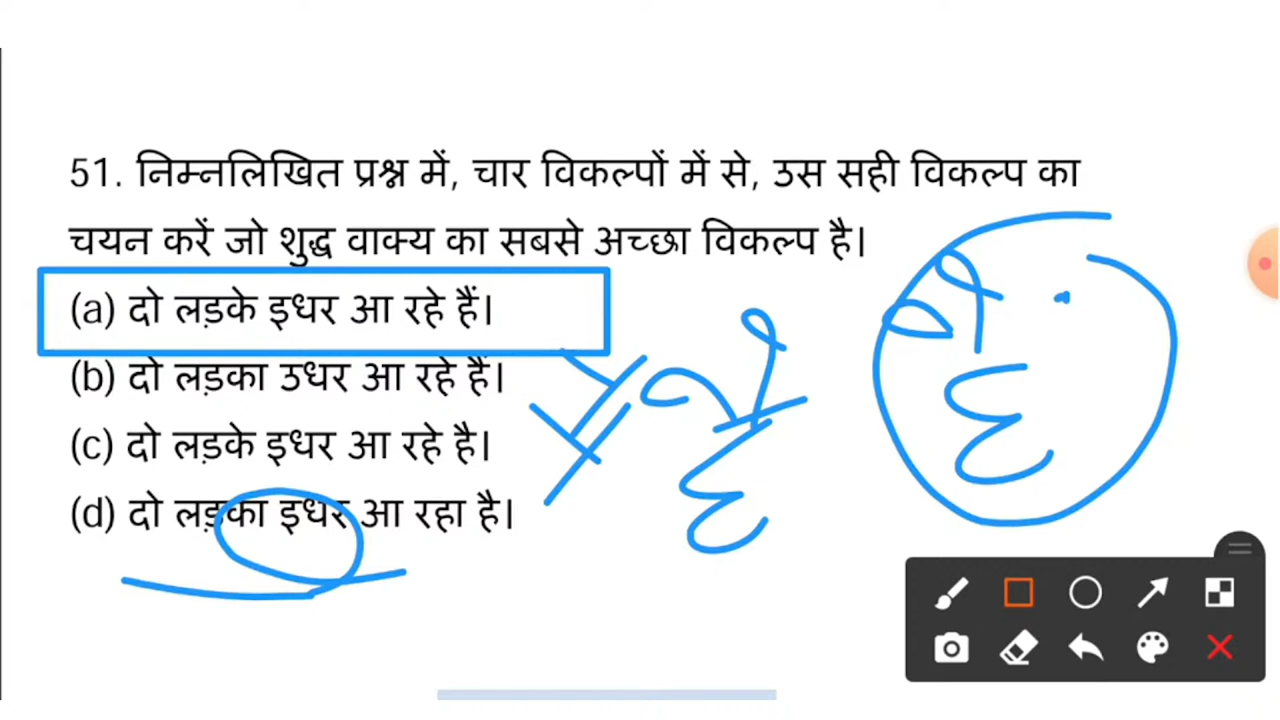 51. निम्नलिखित प्रश्न में, चार विकल्पों में से, उस सही विकल्प का
चयन करें जो शुद्ध वाक्य का सबसे अच्छा विकल्प है।
(a) दो लड़के इधर आ रहे हैं।
(b) दो लड़का उधर आ रहे हैं।
(c) दो लड़के इधर आ रहे है।
(d) दो लड़का इधर आ रहा है।